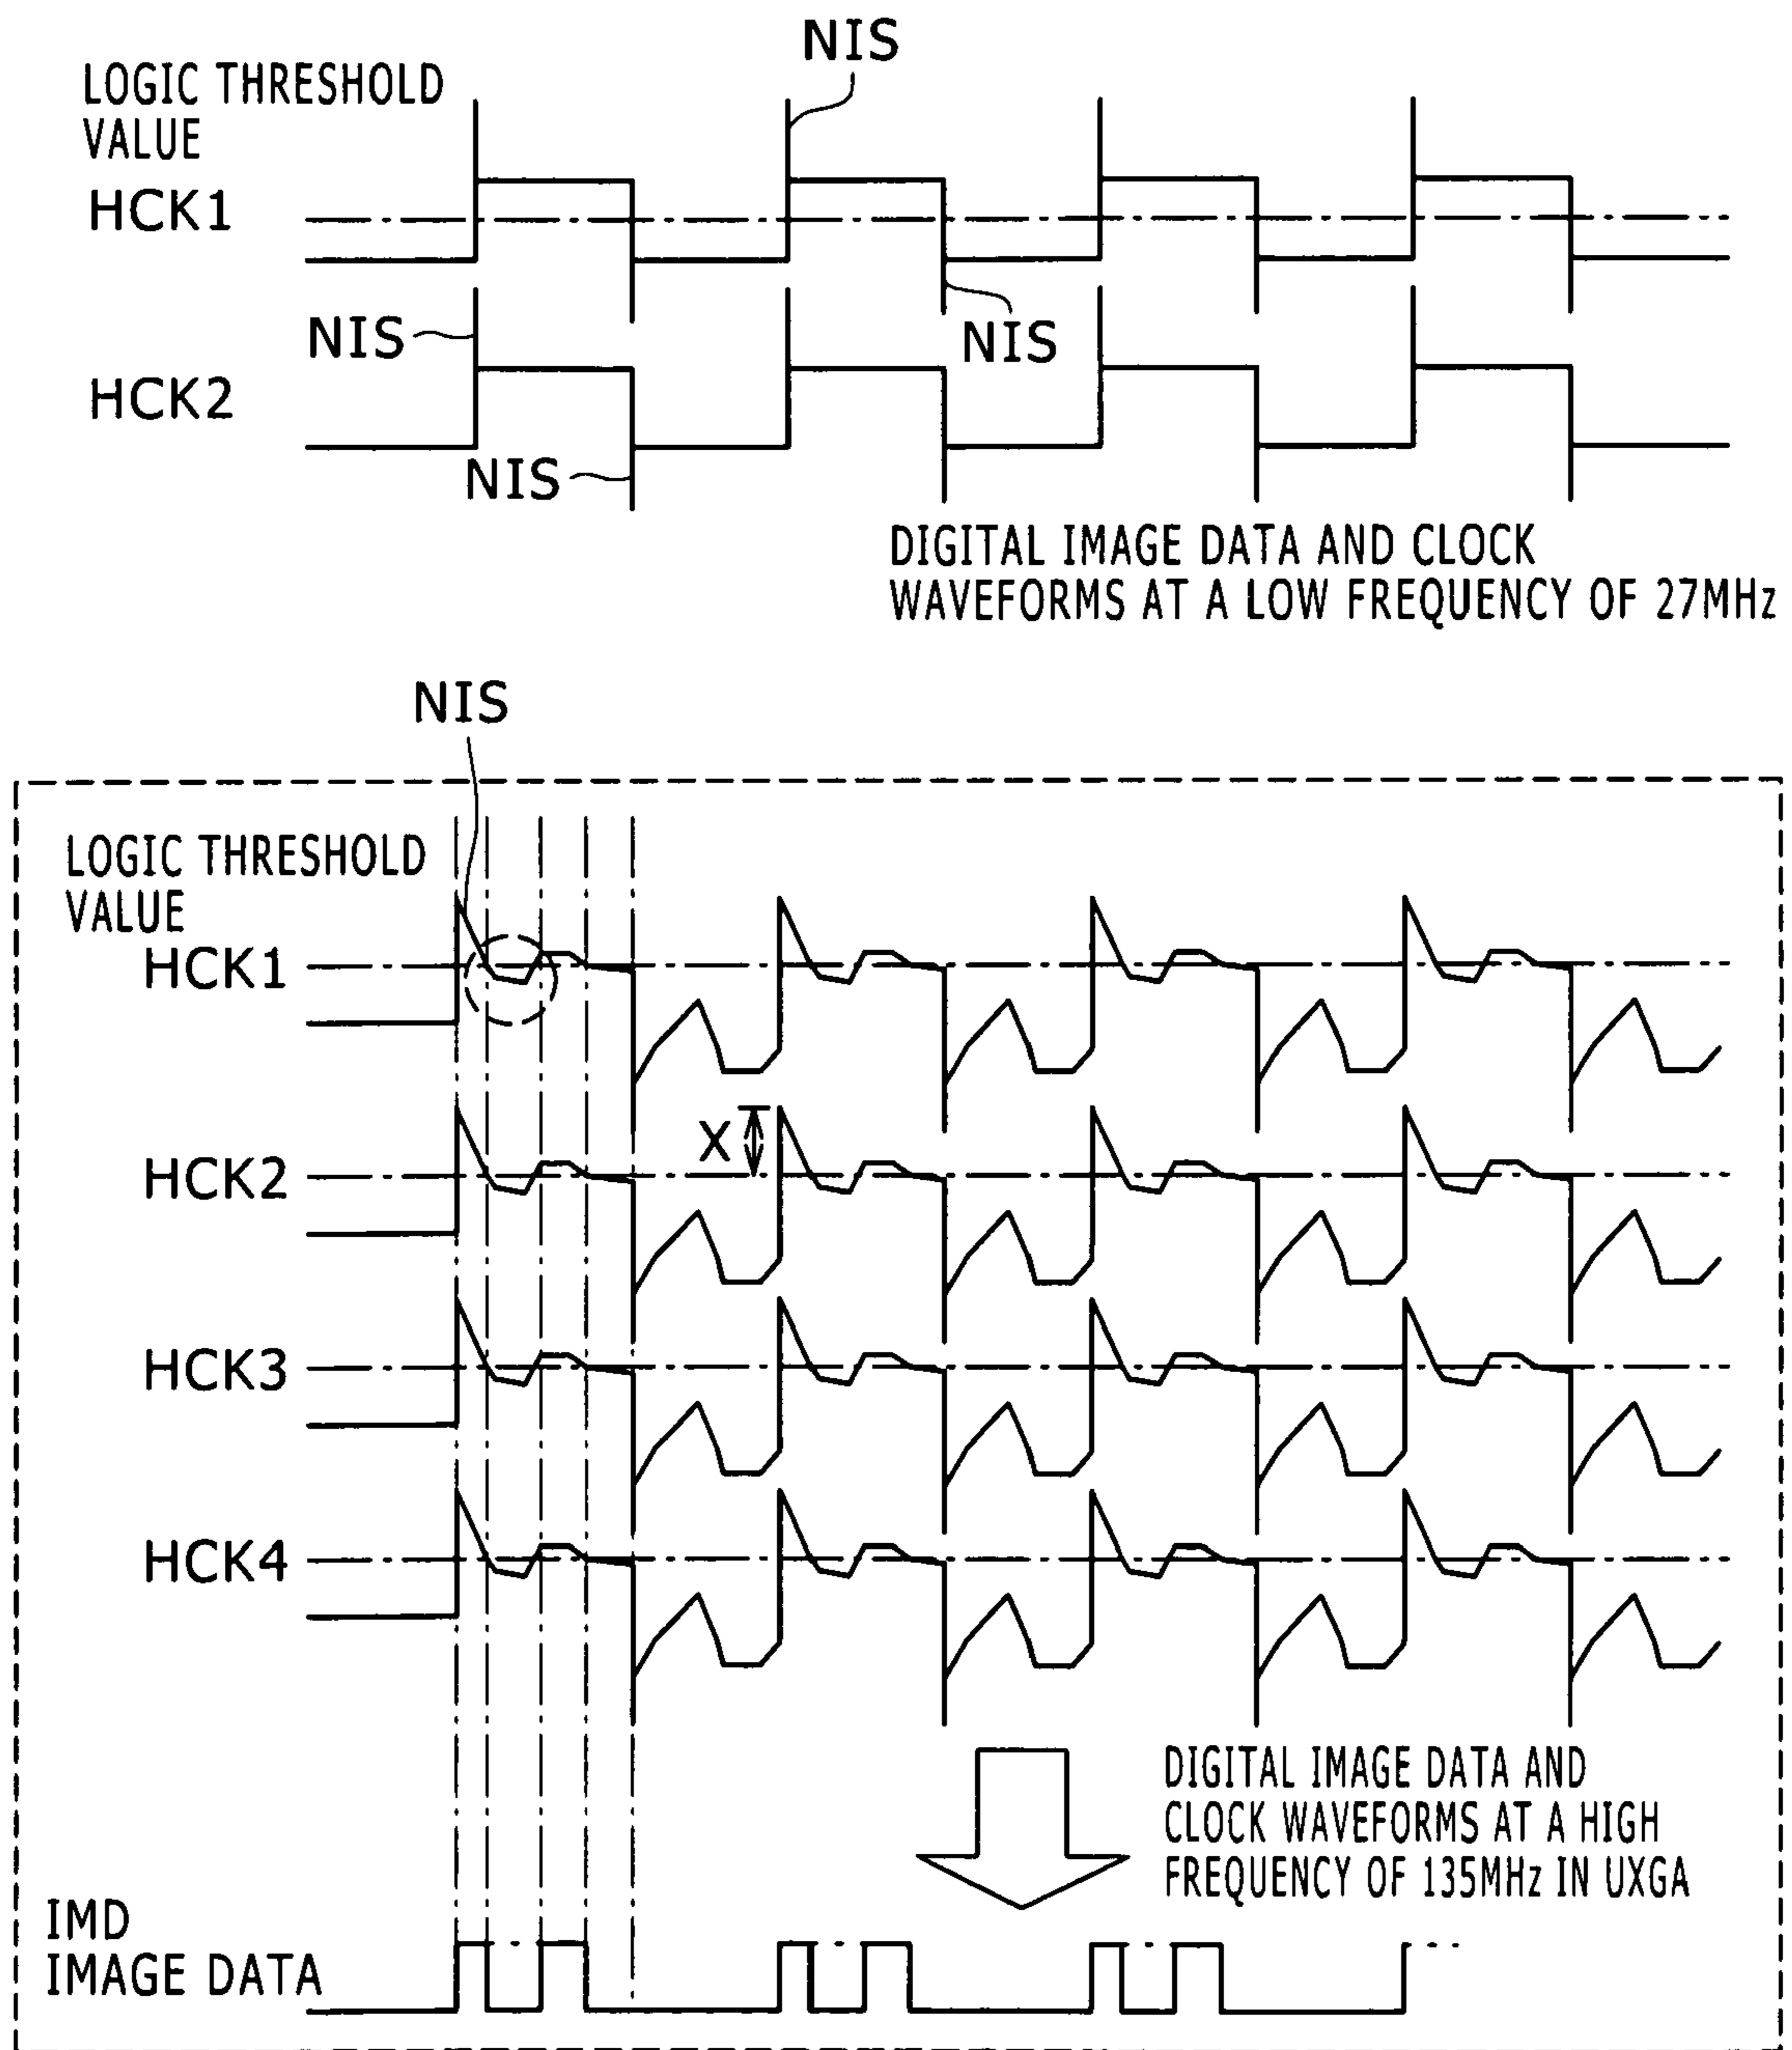 NIS
LOGIC THRESHOLD
VALUE
HCK1
NIS
NIS
HCK2
NIS
DIGITAL IMAGE DATA AND CLOCK
WAVEFORMS AT A LOW FREQUENCY OF 27MHz
NIS
LOGIC THRESHOLD
VALUE
HCK1
X
HCK2
HCK3
HCK4
DIGITAL IMAGE DATA AND
CLOCK WAVEFORMS AT A HIGH
FREQUENCY OF 135MHz IN UXGA
IMD
IMAGE DATA